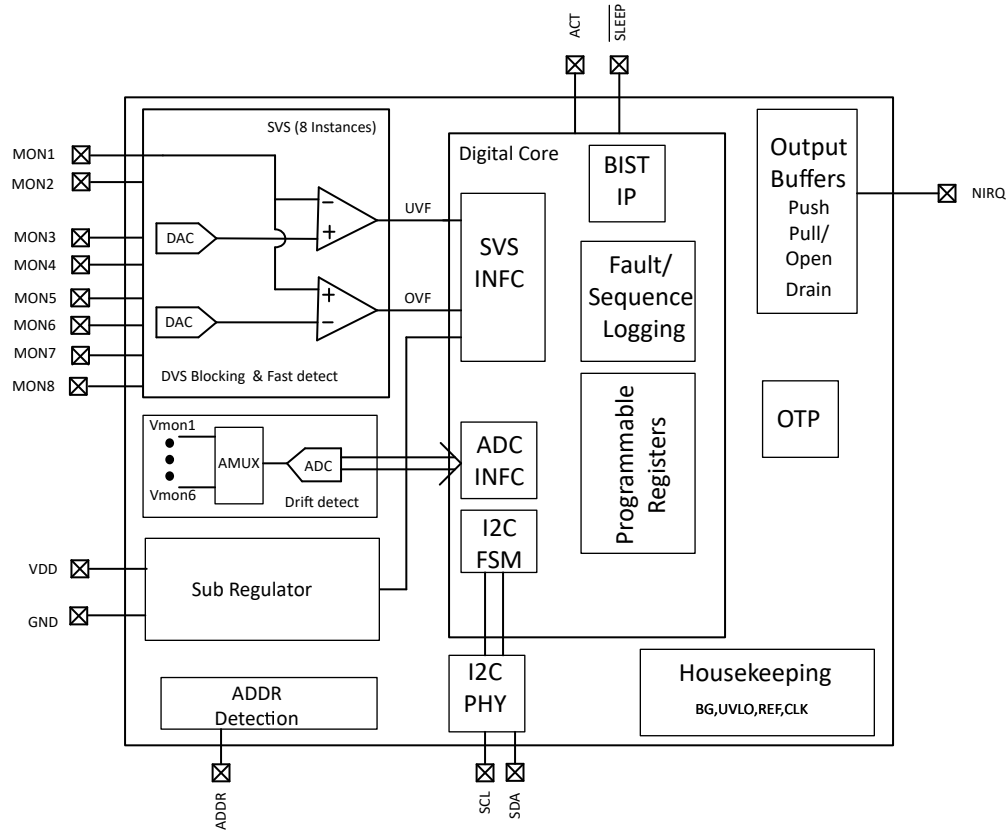 ACT
SLEEP
SVS (8 Instances)
MON1
MON2
MON3
MON4
MON5
MON6
MON7
MON8
DAC
DAC
−
+
+
−
UVF
OVF
DVS Blocking & Fast detect
Digital Core
BIST
IP
SVS
INFC
Fault/
Sequence
Logging
Output
Buffers
Push
Pull/
Open
Drain
NIRQ
Vmon1
Vmon6
AMUX
ADC
Drift detect
ADC
INFC
Programmable
Registers
OTP
I2C
FSM
VDD
GND
Sub Regulator
I2C
PHY
Housekeeping
BG,UVLO,REF,CLK
ADDR
Detection
ADDR
SCL
SDA